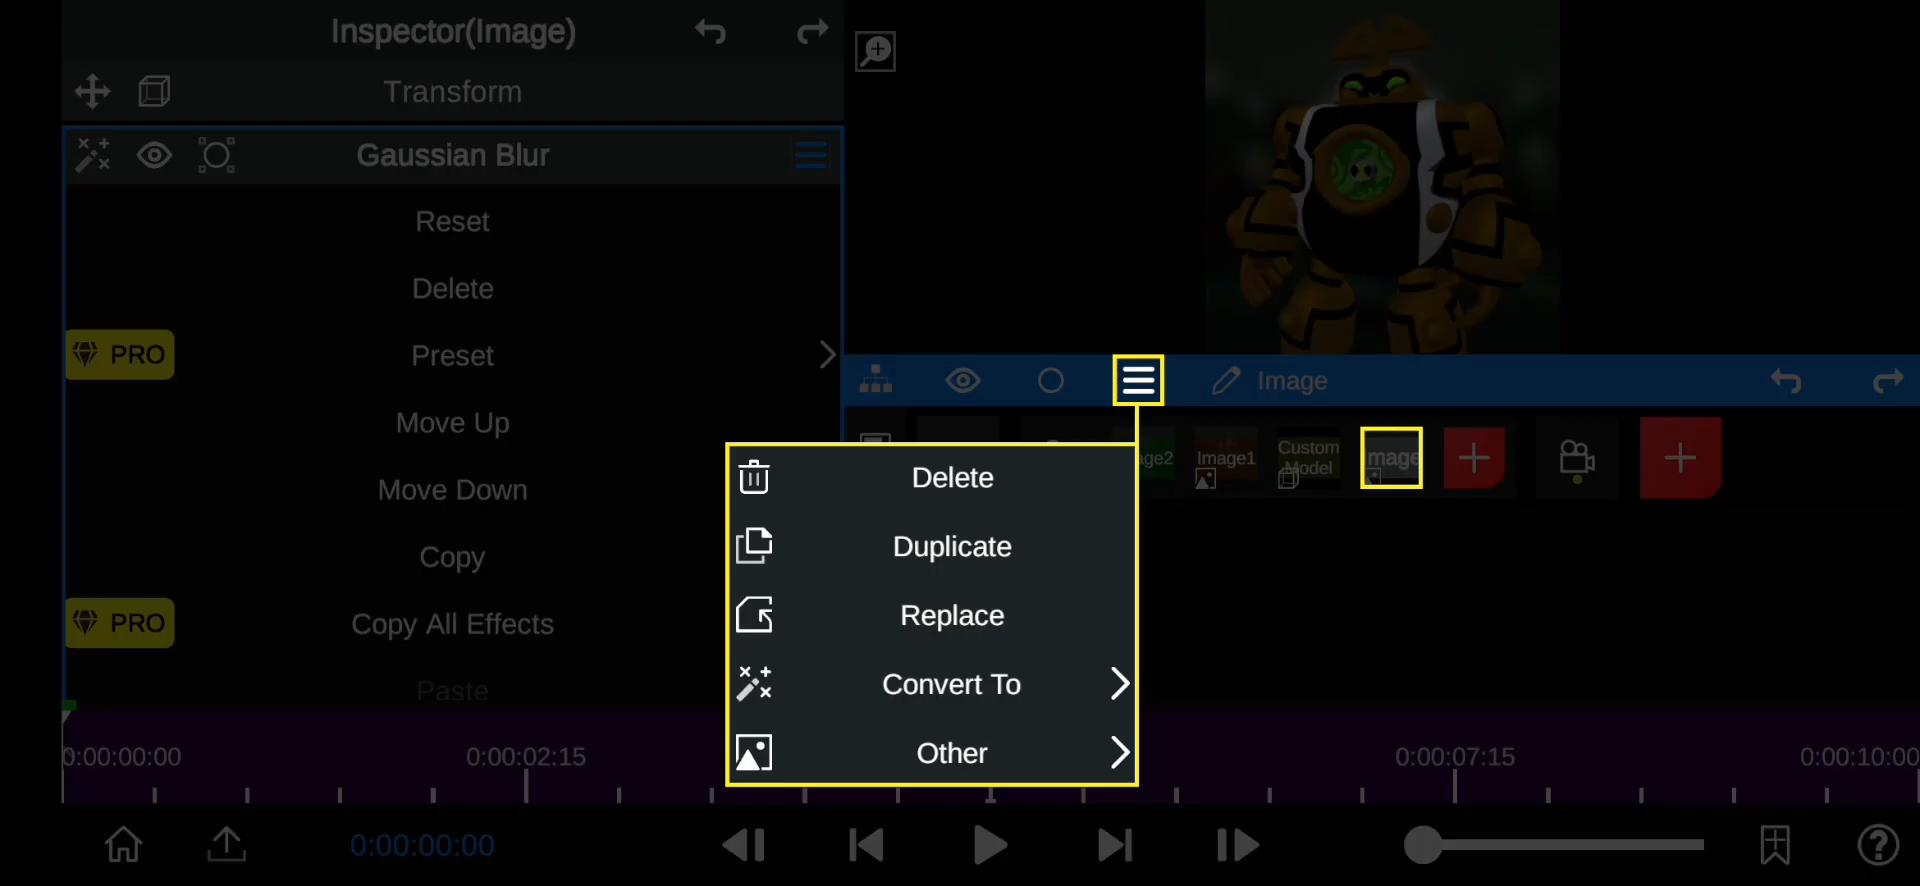 Inspector(Image)
Transform
Gaussian Blur
Reset
Delete
PRO
Preset
Move Up
Move Down
Copy
PRO
Copy All Effects
Paste
Image
age2
Image1
Custom
Model
mage
Delete
Duplicate
Replace
Convert To
Other
0:00:00:00
0:00:02:15
0:00:07:15
0:00:10:00
0:00:00:00